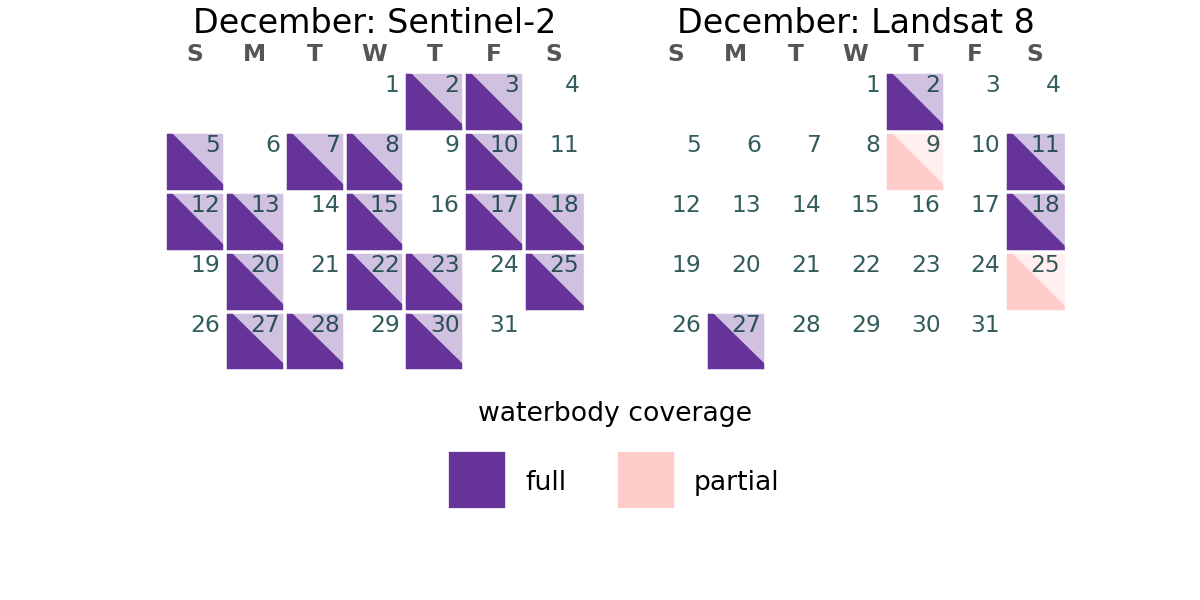 December: Sentinel-2
S M T W T F S
1 2 3 4
5 6 7 8 9 10 11
12 13 14 15 16 17 18
19 20 21 22 23 24 25
26 27 28 29 30 31
December: Landsat 8
S M T W T F S
1 2 3 4
5 6 7 8 9 10 11
12 13 14 15 16 17 18
19 20 21 22 23 24 25
26 27 28 29 30 31
waterbody coverage
full partial